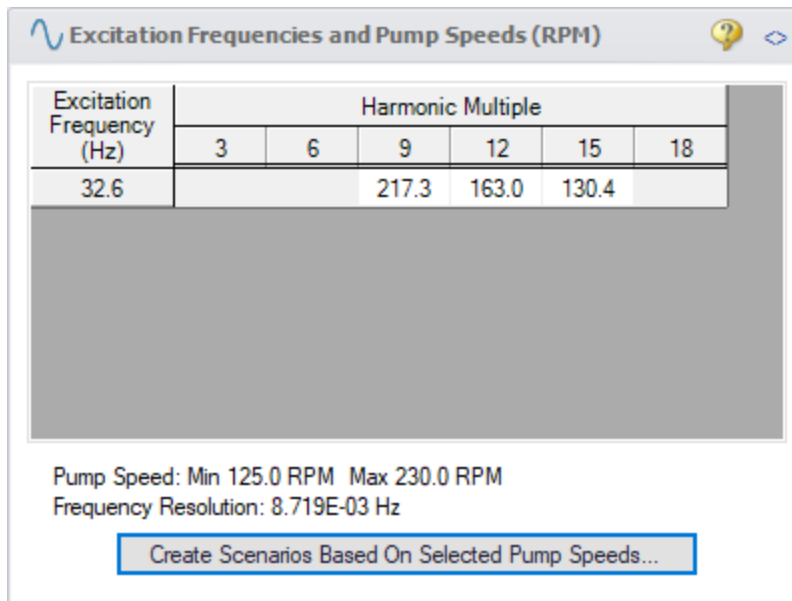 Excitation Frequencies and Pump Speeds (RPM)
Excitation
Frequency
(Hz)
Harmonic Multiple
3 6 9 12 15 18
32.6 217.3 163.0 130.4
Pump Speed: Min 125.0 RPM Max 230.0 RPM
Frequency Resolution: 8.719E-03 Hz
Create Scenarios Based On Selected Pump Speeds...